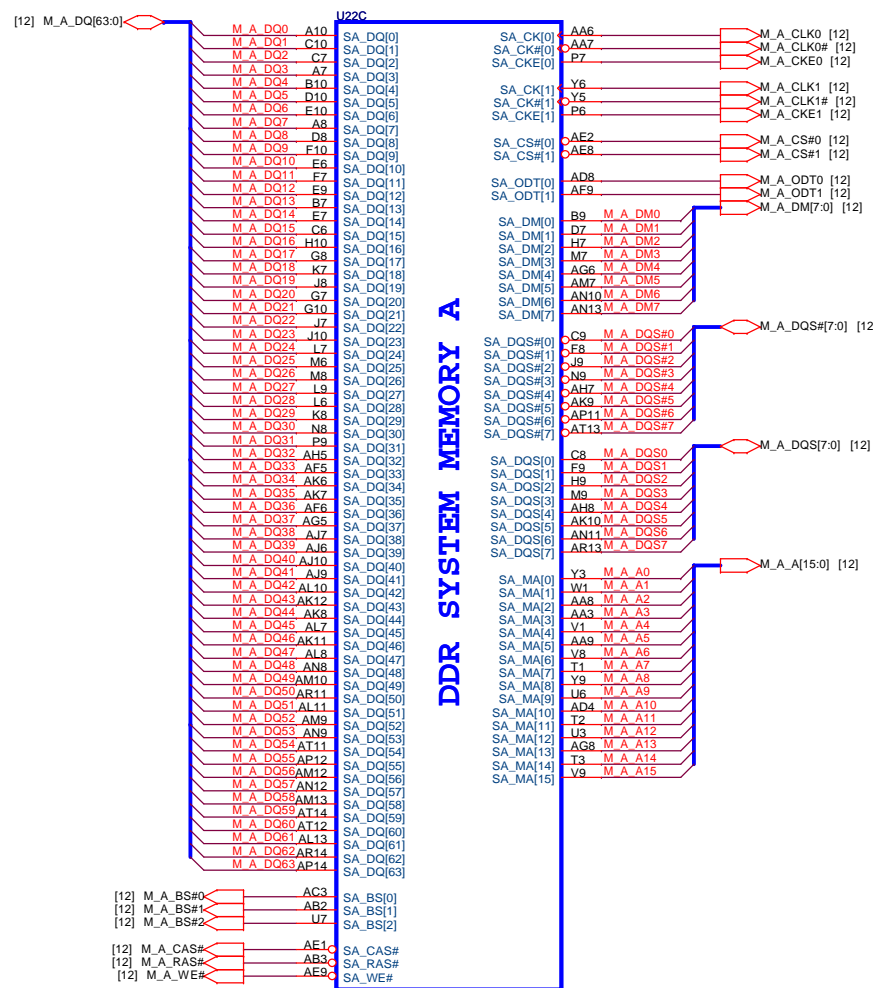 U22C
[12] M_A_DQ[63:0]
M_A_DQ0 A10 SA_DQ[0]
M_A_DQ1 C10 SA_DQ[1]
M_A_DQ2 C7 SA_DQ[2]
M_A_DQ3 A7 SA_DQ[3]
M_A_DQ4 B10 SA_DQ[4]
M_A_DQ5 D10 SA_DQ[5]
M_A_DQ6 E10 SA_DQ[6]
M_A_DQ7 A8 SA_DQ[7]
M_A_DQ8 D8 SA_DQ[8]
M_A_DQ9 F10 SA_DQ[9]
M_A_DQ10 E6 SA_DQ[10]
M_A_DQ11 F7 SA_DQ[11]
M_A_DQ12 E9 SA_DQ[12]
M_A_DQ13 B7 SA_DQ[13]
M_A_DQ14 E7 SA_DQ[14]
M_A_DQ15 C6 SA_DQ[15]
M_A_DQ16 H10 SA_DQ[16]
M_A_DQ17 G8 SA_DQ[17]
M_A_DQ18 K7 SA_DQ[18]
M_A_DQ19 J8 SA_DQ[19]
M_A_DQ20 G7 SA_DQ[20]
M_A_DQ21 G10 SA_DQ[21]
M_A_DQ22 J7 SA_DQ[22]
M_A_DQ23 J10 SA_DQ[23]
M_A_DQ24 L7 SA_DQ[24]
M_A_DQ25 M6 SA_DQ[25]
M_A_DQ26 M8 SA_DQ[26]
M_A_DQ27 L9 SA_DQ[27]
M_A_DQ28 L6 SA_DQ[28]
M_A_DQ29 K8 SA_DQ[29]
M_A_DQ30 N8 SA_DQ[30]
M_A_DQ31 P9 SA_DQ[31]
M_A_DQ32 AH5 SA_DQ[32]
M_A_DQ33 AF5 SA_DQ[33]
M_A_DQ34 AK6 SA_DQ[34]
M_A_DQ35 AK7 SA_DQ[35]
M_A_DQ36 AF6 SA_DQ[36]
M_A_DQ37 AG5 SA_DQ[37]
M_A_DQ38 AJ7 SA_DQ[38]
M_A_DQ39 AJ6 SA_DQ[39]
M_A_DQ40 AJ10 SA_DQ[40]
M_A_DQ41 AJ9 SA_DQ[41]
M_A_DQ42 AL10 SA_DQ[42]
M_A_DQ43 AK12 SA_DQ[43]
M_A_DQ44 AK8 SA_DQ[44]
M_A_DQ45 AL7 SA_DQ[45]
M_A_DQ46 AK11 SA_DQ[46]
M_A_DQ47 AL8 SA_DQ[47]
M_A_DQ48 AN8 SA_DQ[48]
M_A_DQ49 AM10 SA_DQ[49]
M_A_DQ50 AR11 SA_DQ[50]
M_A_DQ51 AL11 SA_DQ[51]
M_A_DQ52 AM9 SA_DQ[52]
M_A_DQ53 AN9 SA_DQ[53]
M_A_DQ54 AT11 SA_DQ[54]
M_A_DQ55 AP12 SA_DQ[55]
M_A_DQ56 AM12 SA_DQ[56]
M_A_DQ57 AN12 SA_DQ[57]
M_A_DQ58 AM13 SA_DQ[58]
M_A_DQ59 AT14 SA_DQ[59]
M_A_DQ60 AT12 SA_DQ[60]
M_A_DQ61 AL13 SA_DQ[61]
M_A_DQ62 AR14 SA_DQ[62]
M_A_DQ63 AP14 SA_DQ[63]
[12] M_A_BS#0 AC3 SA_BS[0]
[12] M_A_BS#1 AB2 SA_BS[1]
[12] M_A_BS#2 U7 SA_BS[2]
[12] M_A_CAS# AE1 SA_CAS#
[12] M_A_RAS# AB3 SA_RAS#
[12] M_A_WE# AE9 SA_WE#
DDR SYSTEM MEMORY A
SA_CK[0] AA6 M_A_CLK0 [12]
SA_CK#[0] AA7 M_A_CLK0# [12]
SA_CKE[0] P7 M_A_CKE0 [12]
SA_CK[1] Y6 M_A_CLK1 [12]
SA_CK#[1] Y5 M_A_CLK1# [12]
SA_CKE[1] P6 M_A_CKE1 [12]
SA_CS#[0] AE2 M_A_CS#0 [12]
SA_CS#[1] AE8 M_A_CS#1 [12]
SA_ODT[0] AD8 M_A_ODT0 [12]
SA_ODT[1] AF9 M_A_ODT1 [12]
M_A_DM[7:0] [12]
SA_DM[0] B9 M_A_DM0
SA_DM[1] D7 M_A_DM1
SA_DM[2] H7 M_A_DM2
SA_DM[3] M7 M_A_DM3
SA_DM[4] AG6 M_A_DM4
SA_DM[5] AM7 M_A_DM5
SA_DM[6] AN10 M_A_DM6
SA_DM[7] AN13 M_A_DM7
M_A_DQS#[7:0] [12
SA_DQS#[0] C9 M_A_DQS#0
SA_DQS#[1] F8 M_A_DQS#1
SA_DQS#[2] J9 M_A_DQS#2
SA_DQS#[3] N9 M_A_DQS#3
SA_DQS#[4] AH7 M_A_DQS#4
SA_DQS#[5] AK9 M_A_DQS#5
SA_DQS#[6] AP11 M_A_DQS#6
SA_DQS#[7] AT13 M_A_DQS#7
M_A_DQS[7:0] [12]
SA_DQS[0] C8 M_A_DQS0
SA_DQS[1] F9 M_A_DQS1
SA_DQS[2] H9 M_A_DQS2
SA_DQS[3] M9 M_A_DQS3
SA_DQS[4] AH8 M_A_DQS4
SA_DQS[5] AK10 M_A_DQS5
SA_DQS[6] AN11 M_A_DQS6
SA_DQS[7] AR13 M_A_DQS7
M_A_A[15:0] [12]
SA_MA[0] Y3 M_A_A0
SA_MA[1] W1 M_A_A1
SA_MA[2] AA8 M_A_A2
SA_MA[3] AA3 M_A_A3
SA_MA[4] V1 M_A_A4
SA_MA[5] AA9 M_A_A5
SA_MA[6] V8 M_A_A6
SA_MA[7] T1 M_A_A7
SA_MA[8] Y9 M_A_A8
SA_MA[9] U6 M_A_A9
SA_MA[10] AD4 M_A_A10
SA_MA[11] T2 M_A_A11
SA_MA[12] U3 M_A_A12
SA_MA[13] AG8 M_A_A13
SA_MA[14] T3 M_A_A14
SA_MA[15] V9 M_A_A15